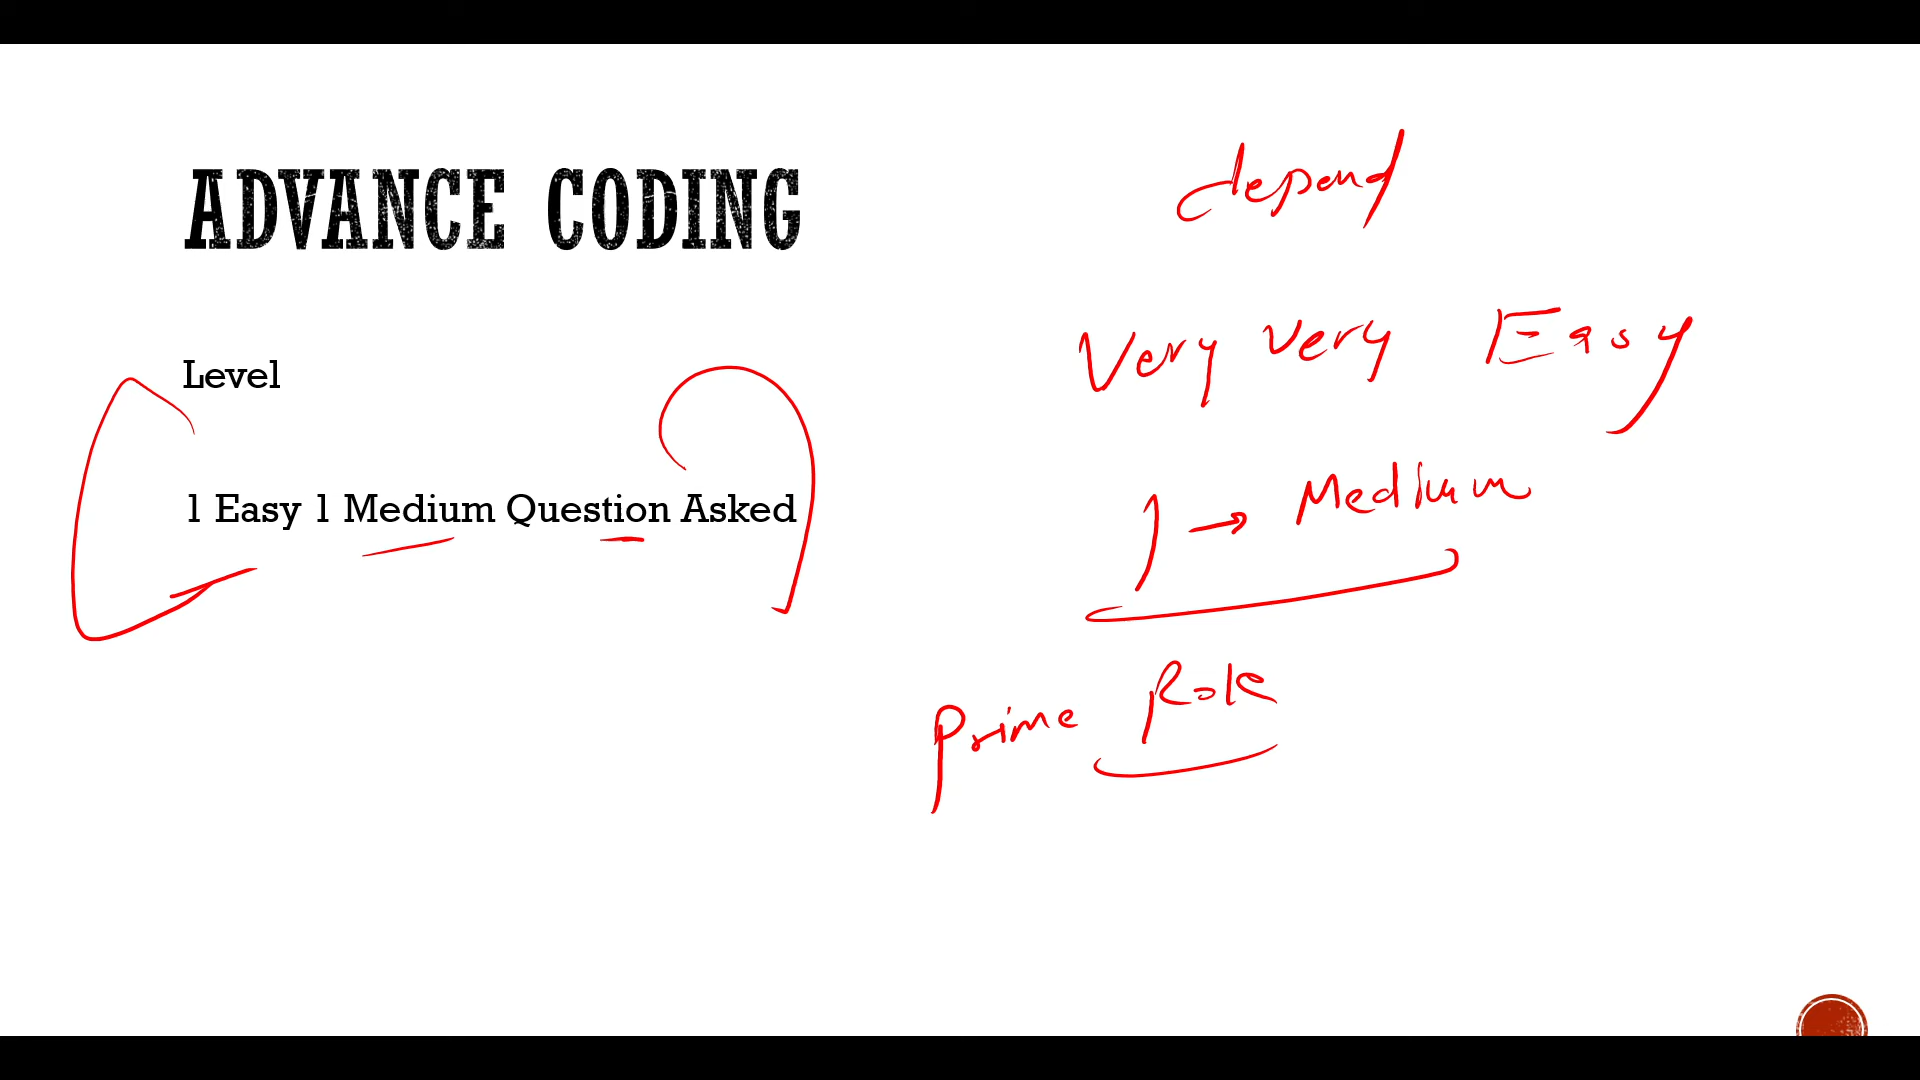 ADVANCE CODING
Level
1 Easy 1 Medium Question Asked
depend
Very very Easy
1 → Medium
Prime Role